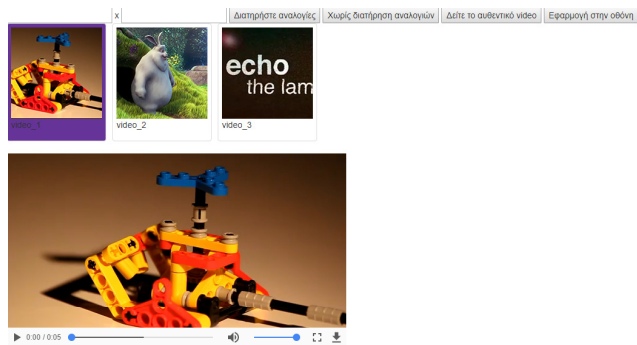 x Διατηρήστε αναλογίες Χωρίς διατήρηση αναλογιών Δείτε το αυθεντικό video Εφαρμογή στην οθόνη
echo
the lam
video_1 video_2 video_3
0:00 / 0:05